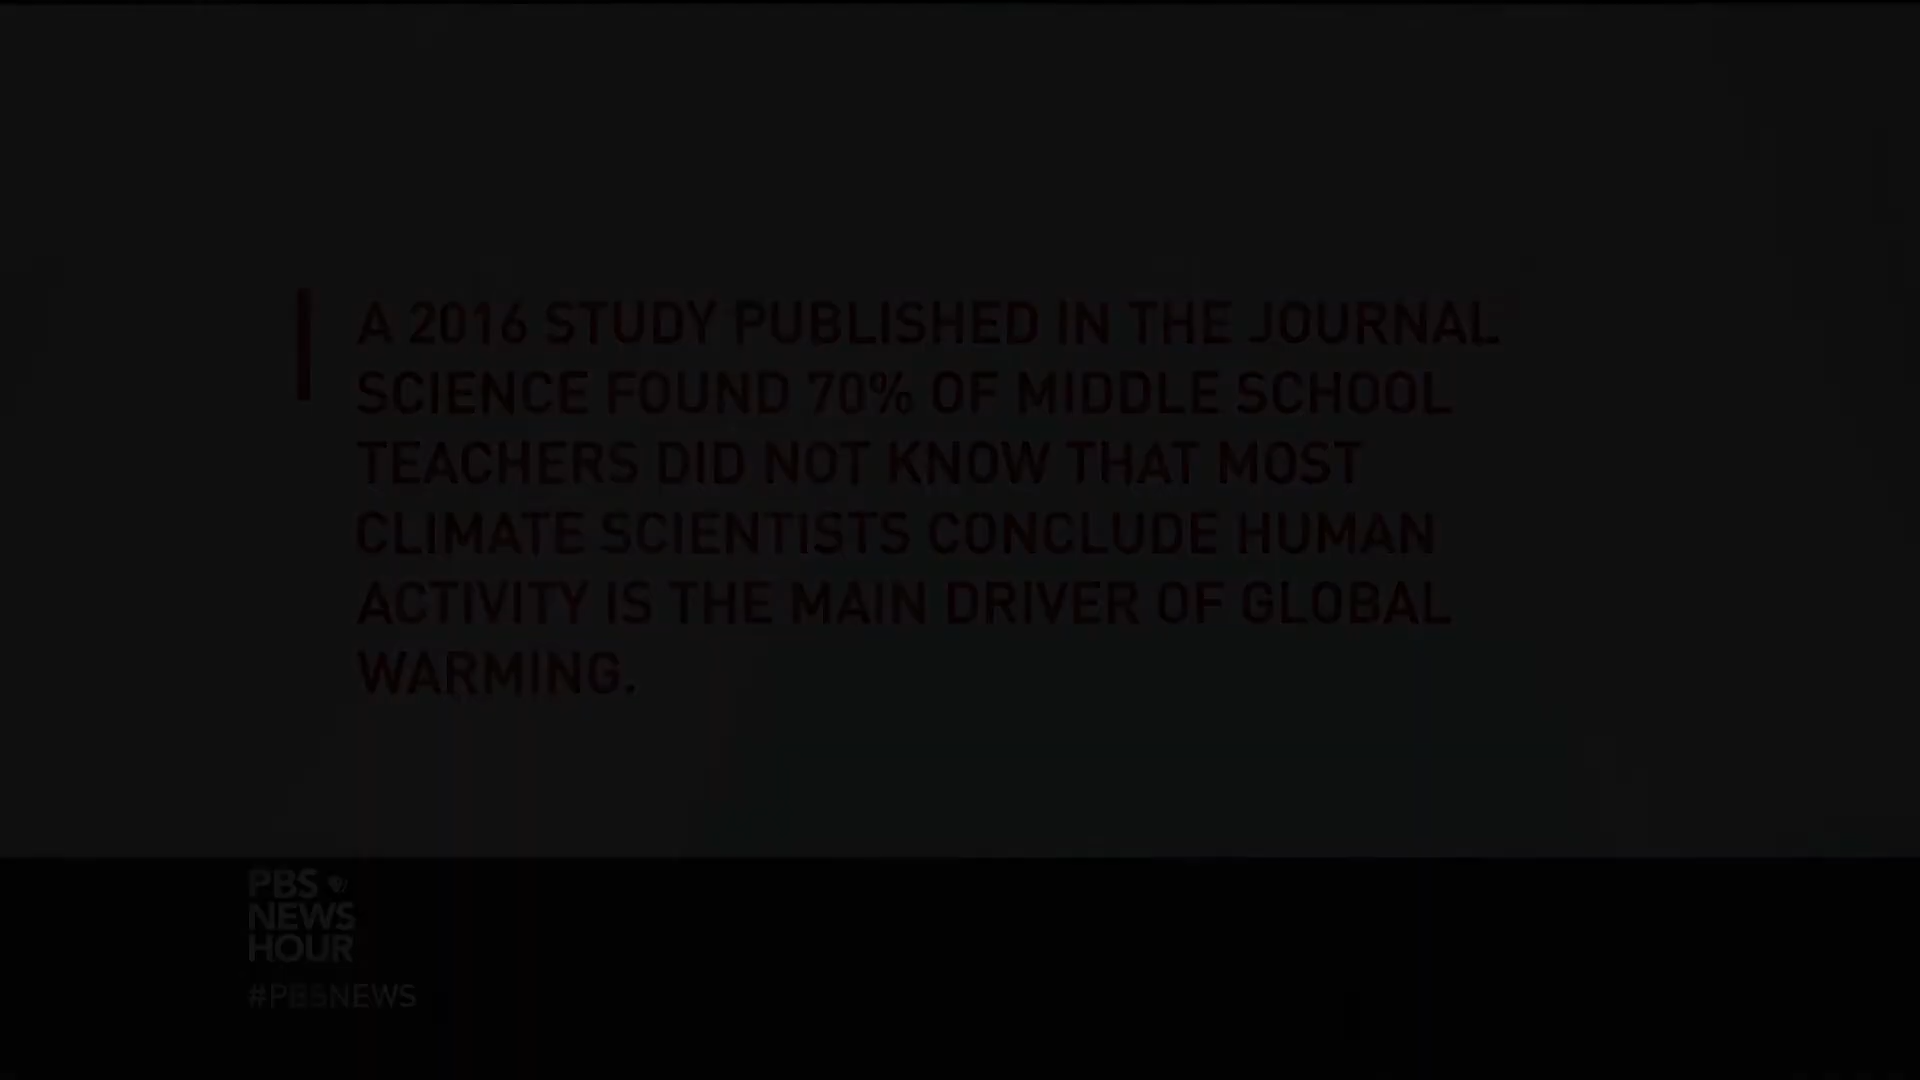 A 2016 STUDY PUBLISHED IN THE JOURNAL
SCIENCE FOUND 70% OF MIDDLE SCHOOL
TEACHERS DID NOT KNOW THAT MOST
CLIMATE SCIENTISTS CONCLUDE HUMAN
ACTIVITY IS THE MAIN DRIVER OF GLOBAL
WARMING.
PBS
NEWS
HOUR
#PBSNEWS